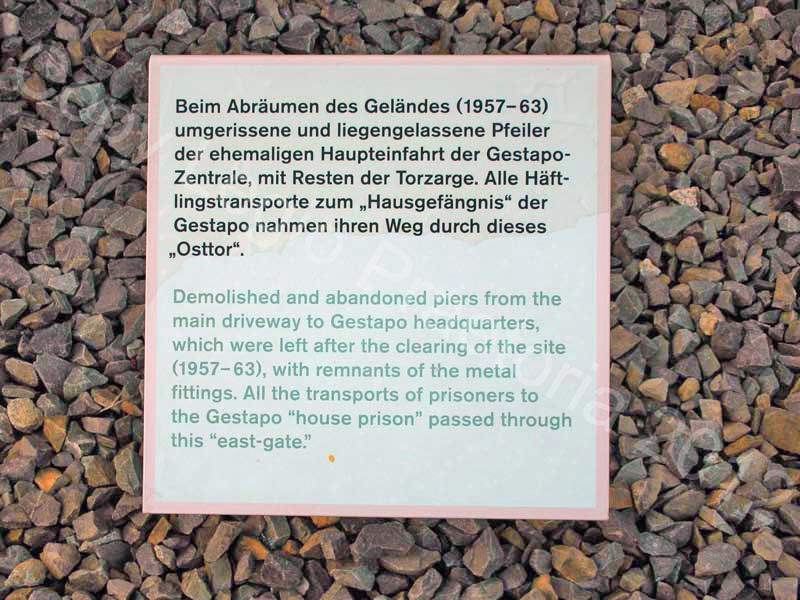 Beim Abräumen des Geländes (1957–63)
umgerissene und liegengelassene Pfeiler
der ehemaligen Haupteinfahrt der Gestapo-
Zentrale, mit Resten der Torzarge. Alle Häft-
lingstransporte zum „Hausgefängnis“ der
Gestapo nahmen ihren Weg durch dieses
„Osttor“.
Demolished and abandoned piers from the
main driveway to Gestapo headquarters,
which were left after the clearing of the site
(1957–63), with remnants of the metal
fittings. All the transports of prisoners to
the Gestapo “house prison” passed through
this “east-gate.”